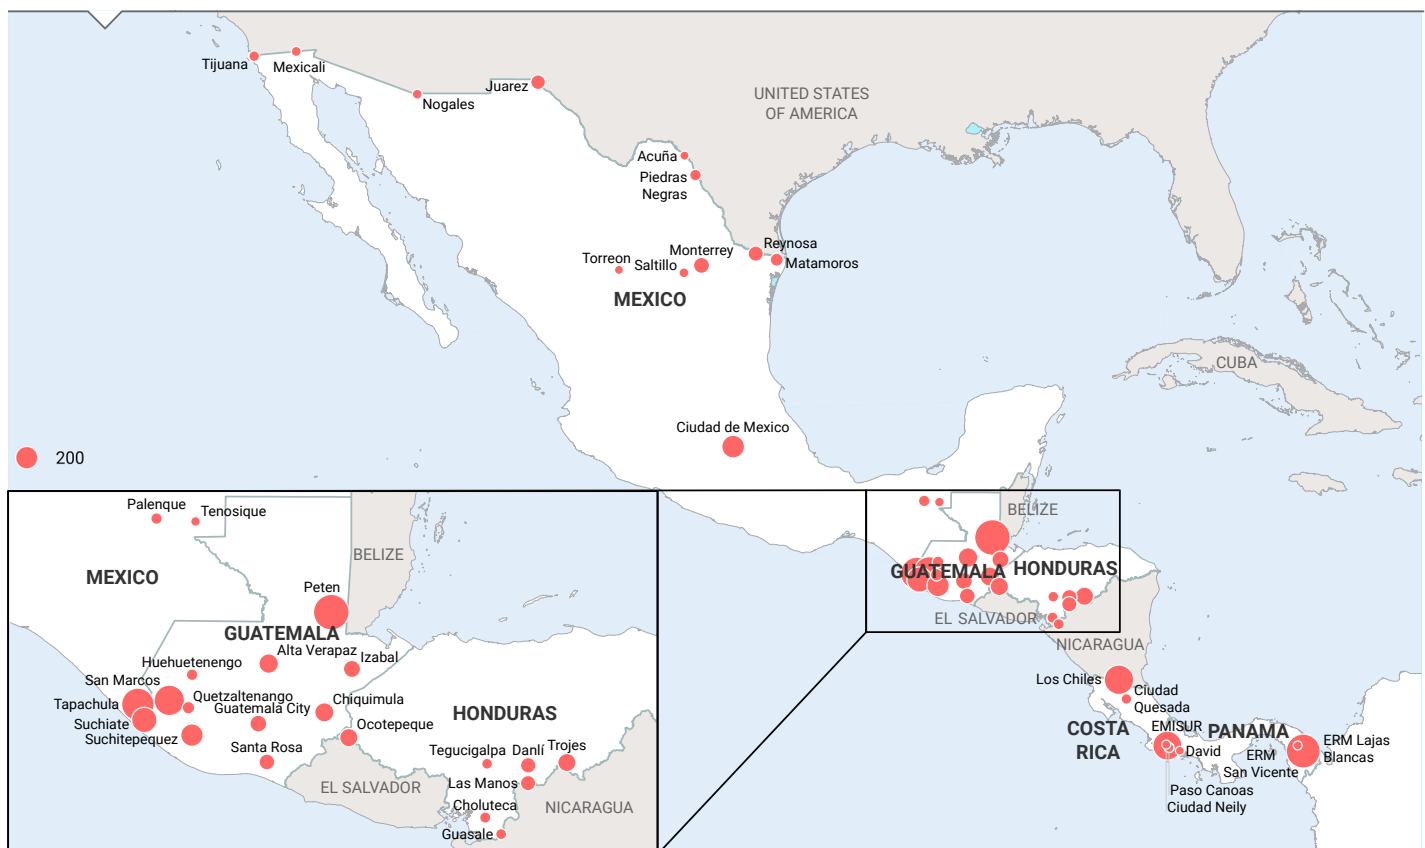 Tijuana
Mexicali
Nogales
Juarez
UNITED STATES
OF AMERICA
Acuña
Piedras
Negras
Reynosa
Matamoros
Monterrey
Torreon
Saltillo
MEXICO
CUBA
Ciudad de Mexico
200
Palenque
Tenosique
BELIZE
MEXICO
Peten
GUATEMALA
Alta Verapaz
Izabal
Huehuetenengo
San Marcos
Tapachula
Quetzaltenango
Guatemala City
Chiquimula
Suchiate
Suchitepequez
Ocotepeque
Santa Rosa
HONDURAS
Tegucigalpa
Danlí
Trojes
Las Manos
EL SALVADOR
Choluteca
NICARAGUA
Guasale
BELIZE
GUATEMALA
HONDURAS
EL SALVADOR
NICARAGUA
Los Chiles
Ciudad
Quesada
COSTA
RICA
EMISUR
PANAMA
David
ERM
San Vicente
ERM Lajas
Blancas
Paso Canoas
Ciudad Neily